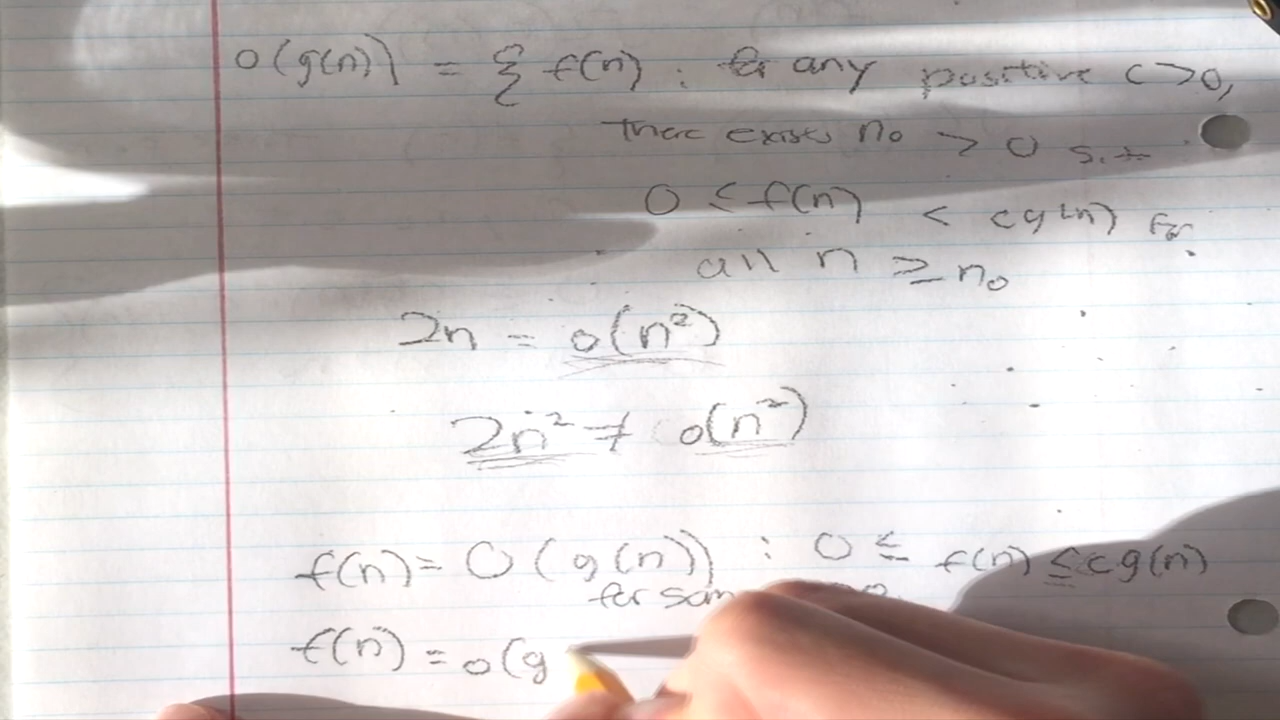 o(g(n)) = { f(n) : for any positive c > 0,
there exists n₀ > 0 s.t
0 ≤ f(n) < cg(n) for
all n ≥ n₀
2n = o(n²)
2n² ≠ o(n²)
f(n) = O(g(n)) : 0 ≤ f(n) ≤ cg(n)
for
f(n) = o(g